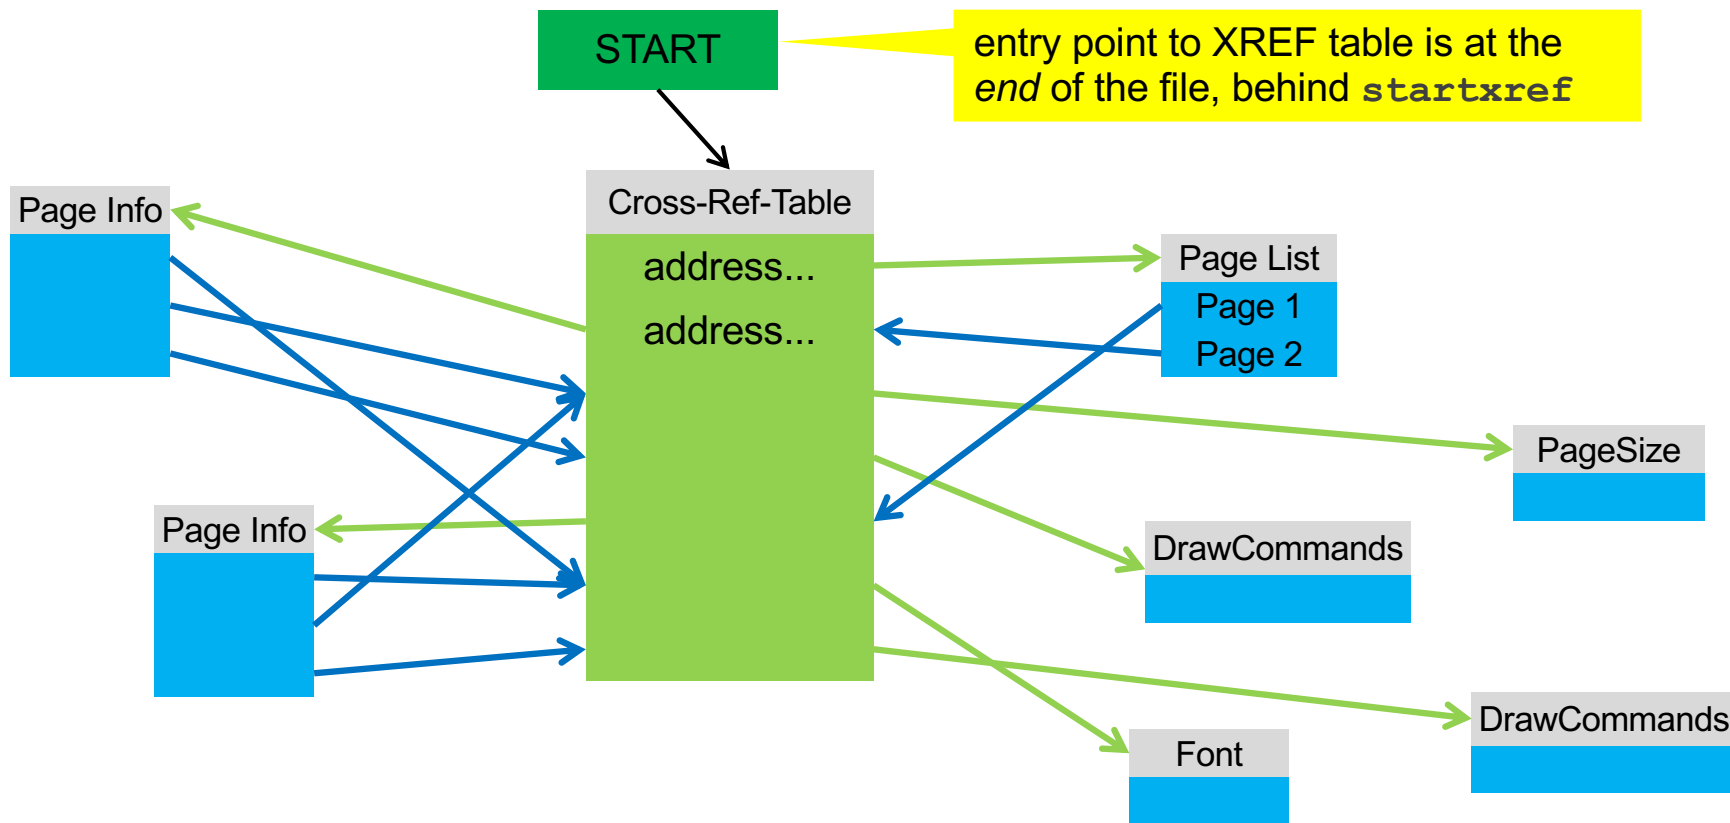 START
entry point to XREF table is at the
end of the file, behind startxref
Page Info
Cross-Ref-Table
address...
address...
Page List
Page 1
Page 2
PageSize
Page Info
DrawCommands
DrawCommands
Font